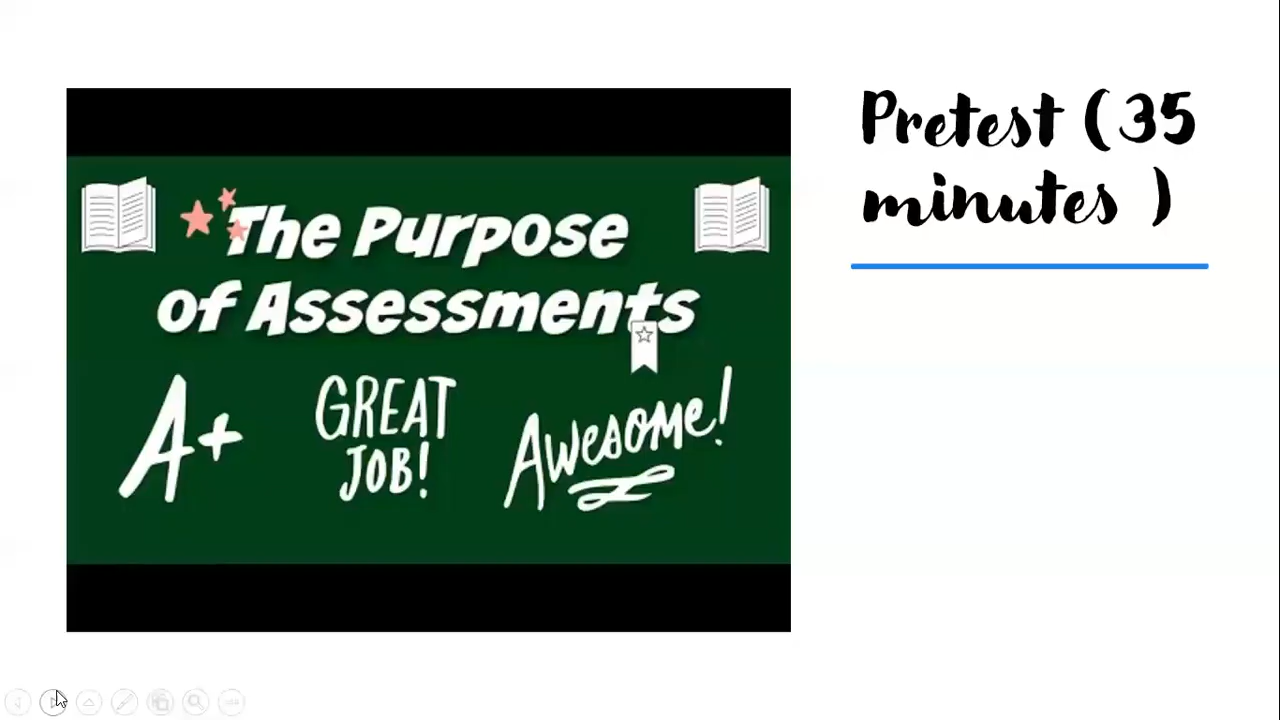 The Purpose
of Assessments
A+
GREAT
JOB!
Awesome!
Pretest (35
minutes )